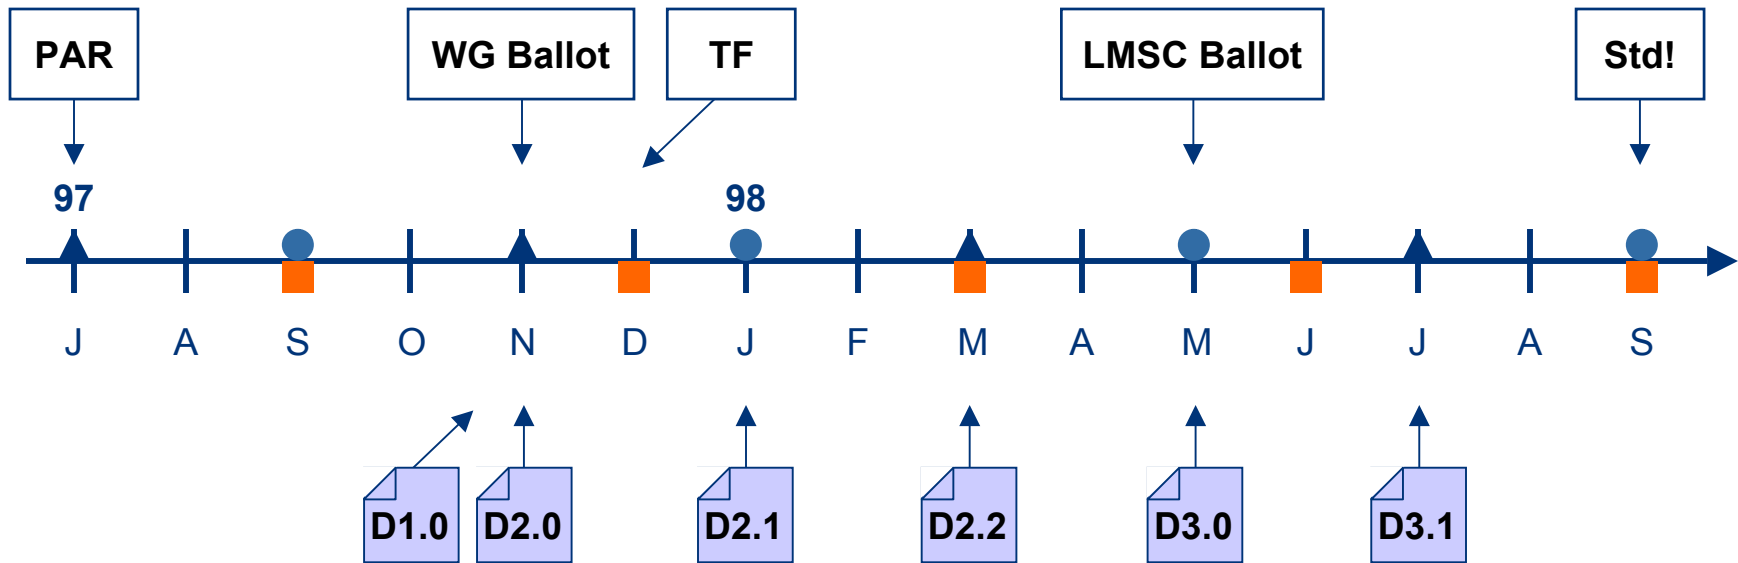 PAR WG Ballot TF LMSC Ballot Std!
97 98
J A S O N D J F M A M J J A S
D1.0 D2.0 D2.1 D2.2 D3.0 D3.1